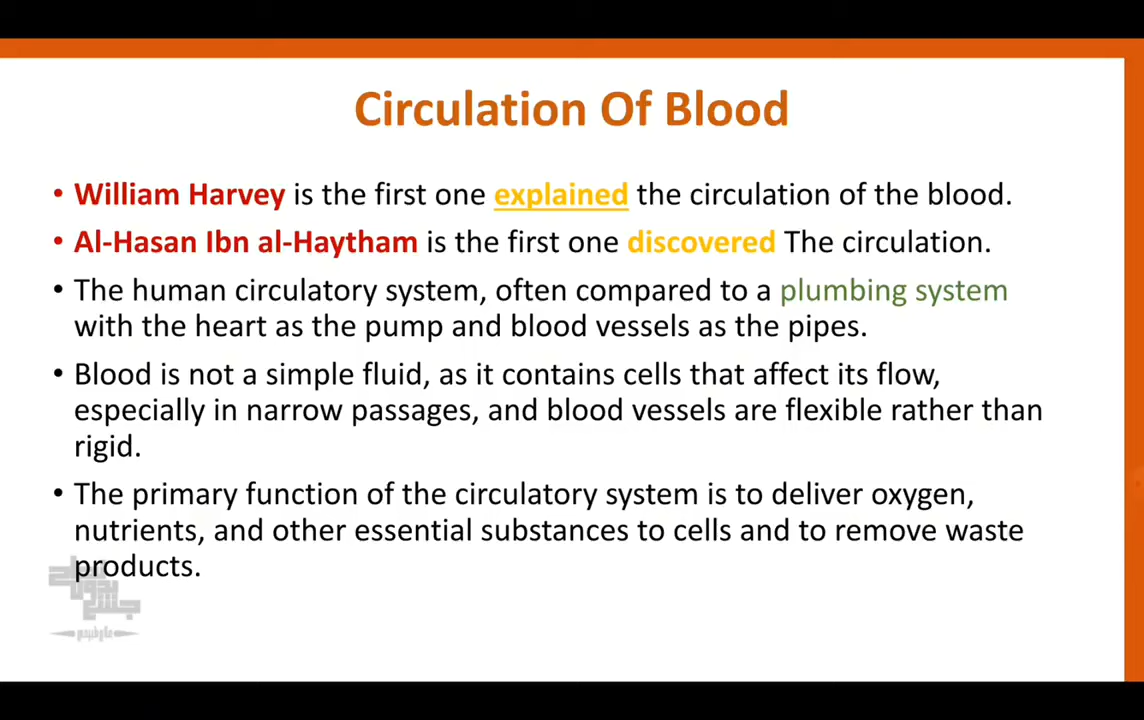 Circulation Of Blood
• William Harvey is the first one explained the circulation of the blood.
• Al-Hasan Ibn al-Haytham is the first one discovered The circulation.
• The human circulatory system, often compared to a plumbing system
with the heart as the pump and blood vessels as the pipes.
• Blood is not a simple fluid, as it contains cells that affect its flow,
especially in narrow passages, and blood vessels are flexible rather than
rigid.
• The primary function of the circulatory system is to deliver oxygen,
nutrients, and other essential substances to cells and to remove waste
products.